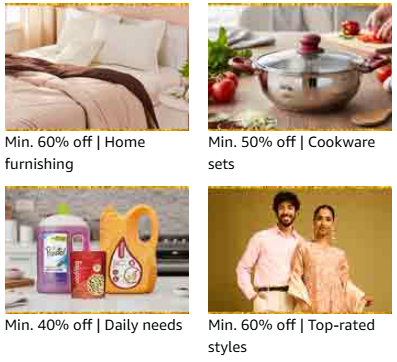 Min. 60% off | Home
furnishing
Min. 50% off | Cookware
sets
Min. 40% off | Daily needs
Min. 60% off | Top-rated
styles